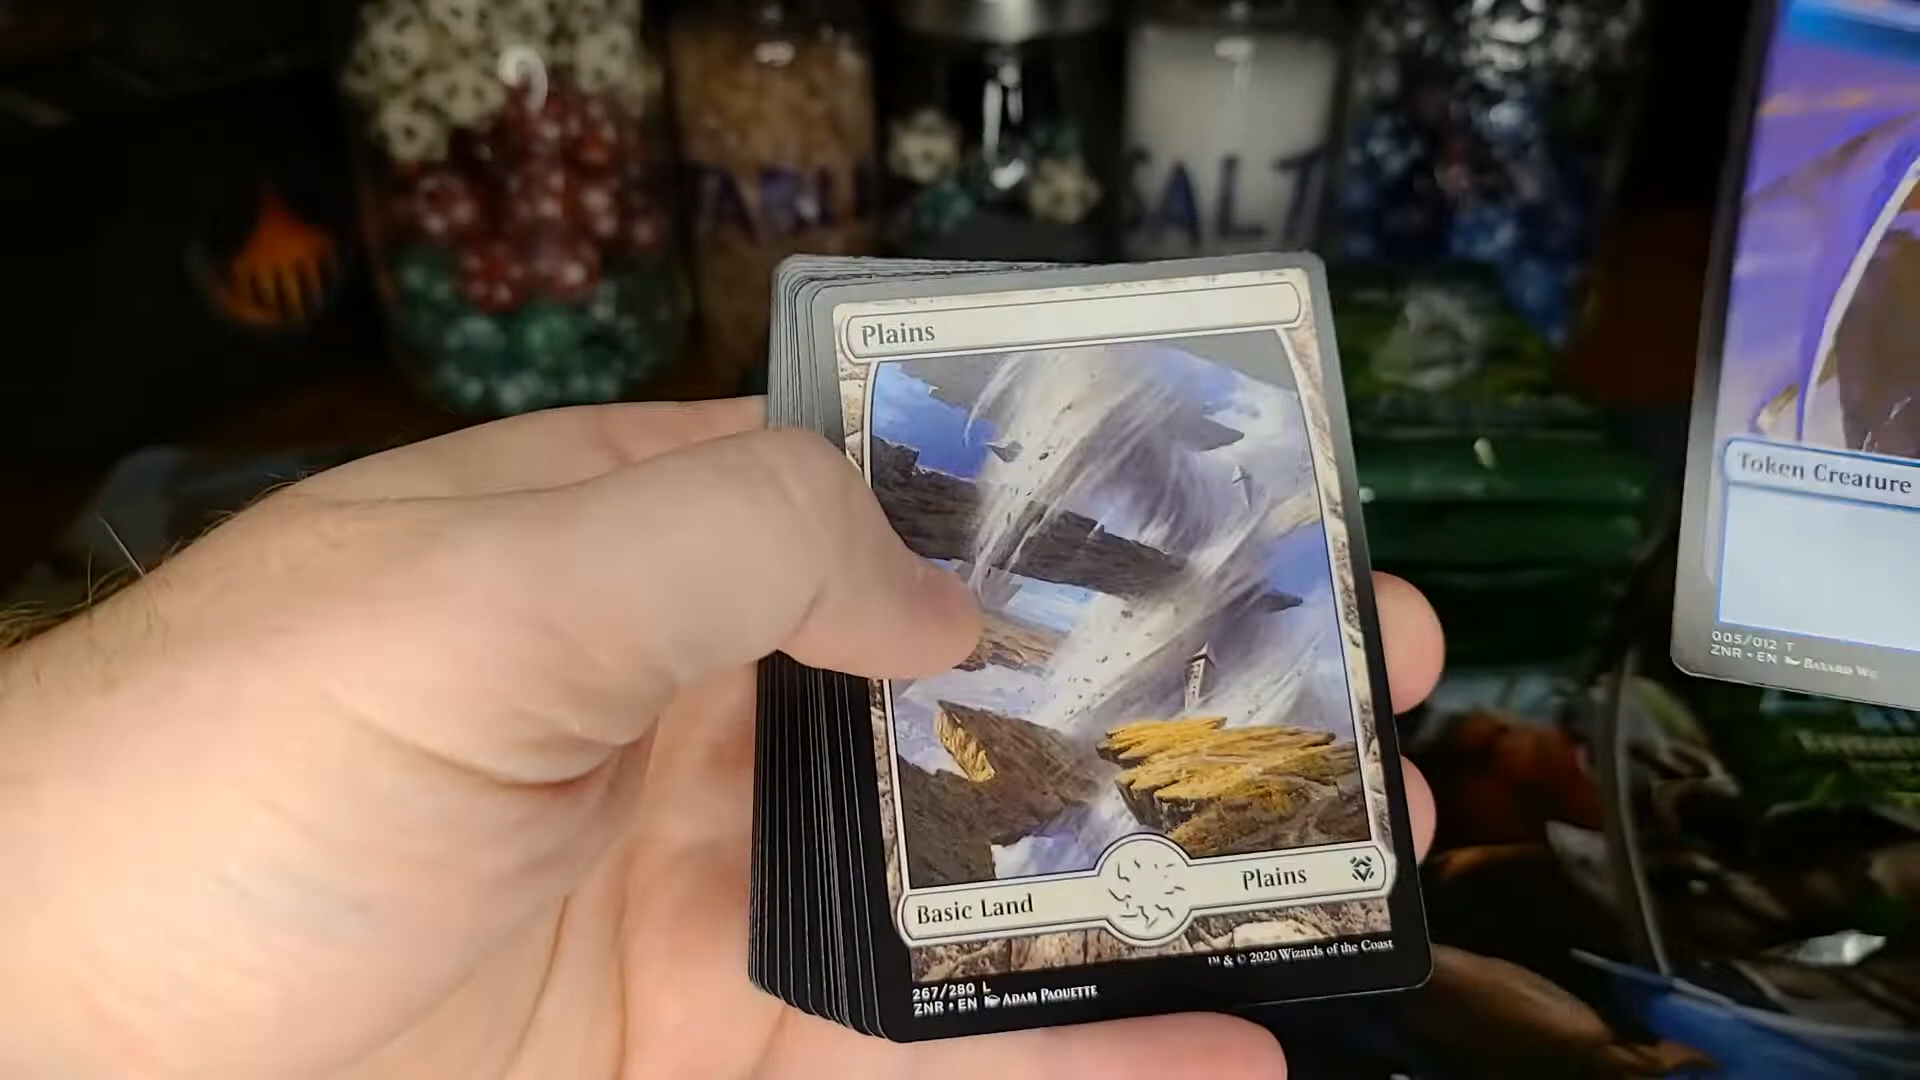 SALT
Plains
Token Creature
005/012 T
ZNR • EN
Basic Land
Plains
™ & © 2020 Wizards of the Coast
267/280 L
ZNR • EN ADAM PAQUETTE